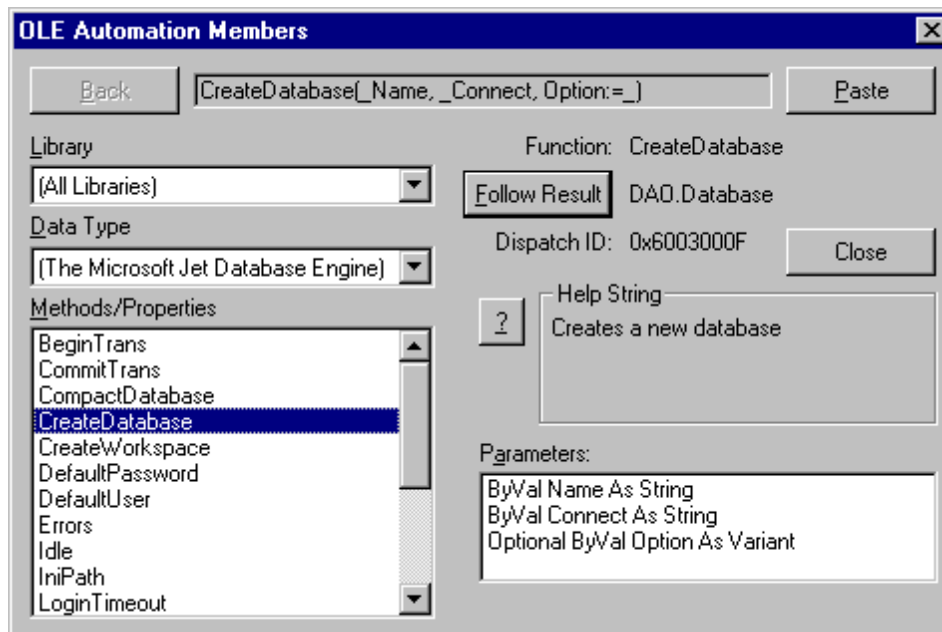 OLE Automation Members
Back
CreateDatabase(_Name, _Connect, Option:=_)
Paste
Library
(All Libraries)
Function: CreateDatabase
Follow Result DAO.Database
Data Type
(The Microsoft Jet Database Engine)
Dispatch ID: 0x6003000F
Close
Methods/Properties
BeginTrans
CommitTrans
CompactDatabase
CreateDatabase
CreateWorkspace
DefaultPassword
DefaultUser
Errors
Idle
IniPath
LoginTimeout
?
Help String
Creates a new database
Parameters:
ByVal Name As String
ByVal Connect As String
Optional ByVal Option As Variant